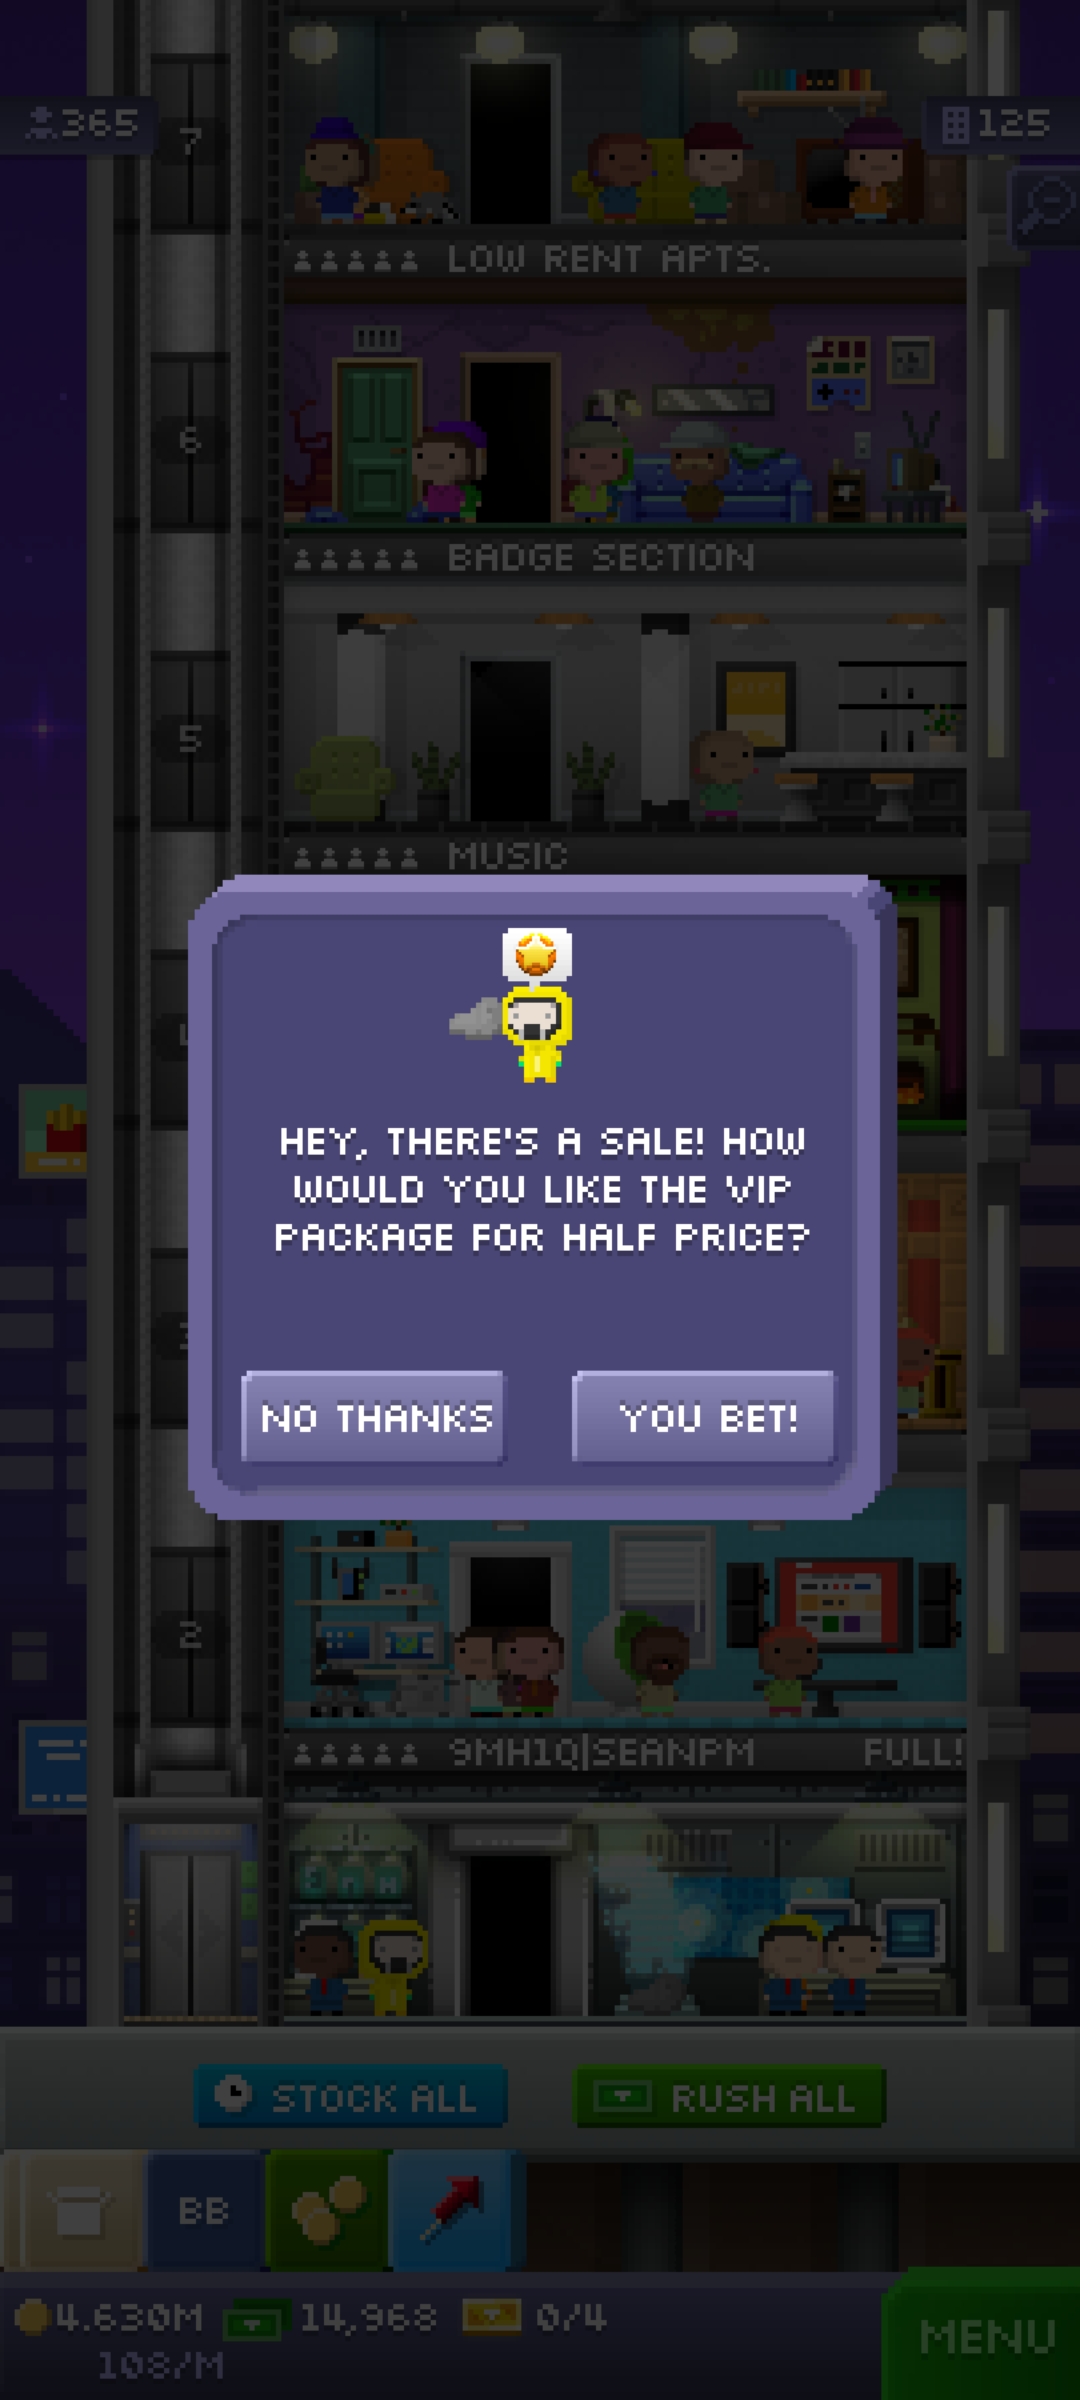 365
7
125
LOW RENT APTS.
6
BADGE SECTION
5
MUSIC
HEY, THERE'S A SALE! HOW
WOULD YOU LIKE THE VIP
PACKAGE FOR HALF PRICE?
NO THANKS
YOU BET!
2
9MH1Q|SEANPM
FULL!
STOCK ALL
RUSH ALL
BB
4.630M
14,968
0/4
108/M
MENU